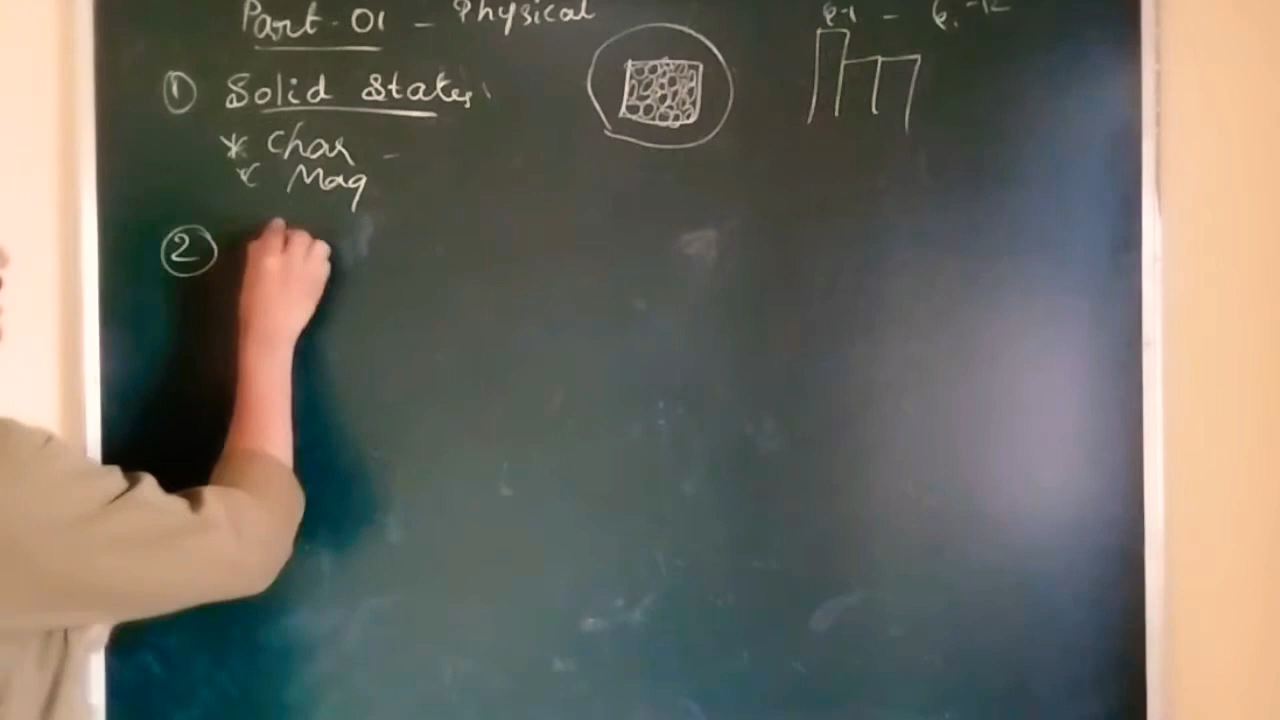 Part-01 - Physical
① Solid States
* Char -
* Mag
②